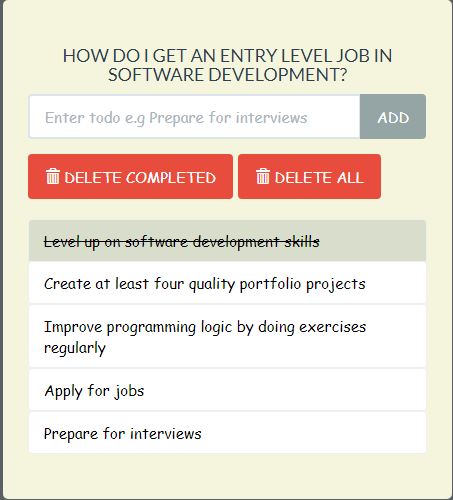 HOW DO I GET AN ENTRY LEVEL JOB IN
SOFTWARE DEVELOPMENT?
Enter todo e.g Prepare for interviews
ADD
DELETE COMPLETED
DELETE ALL
Level up on software development skills
Create at least four quality portfolio projects
Improve programming logic by doing exercises
regularly
Apply for jobs
Prepare for interviews